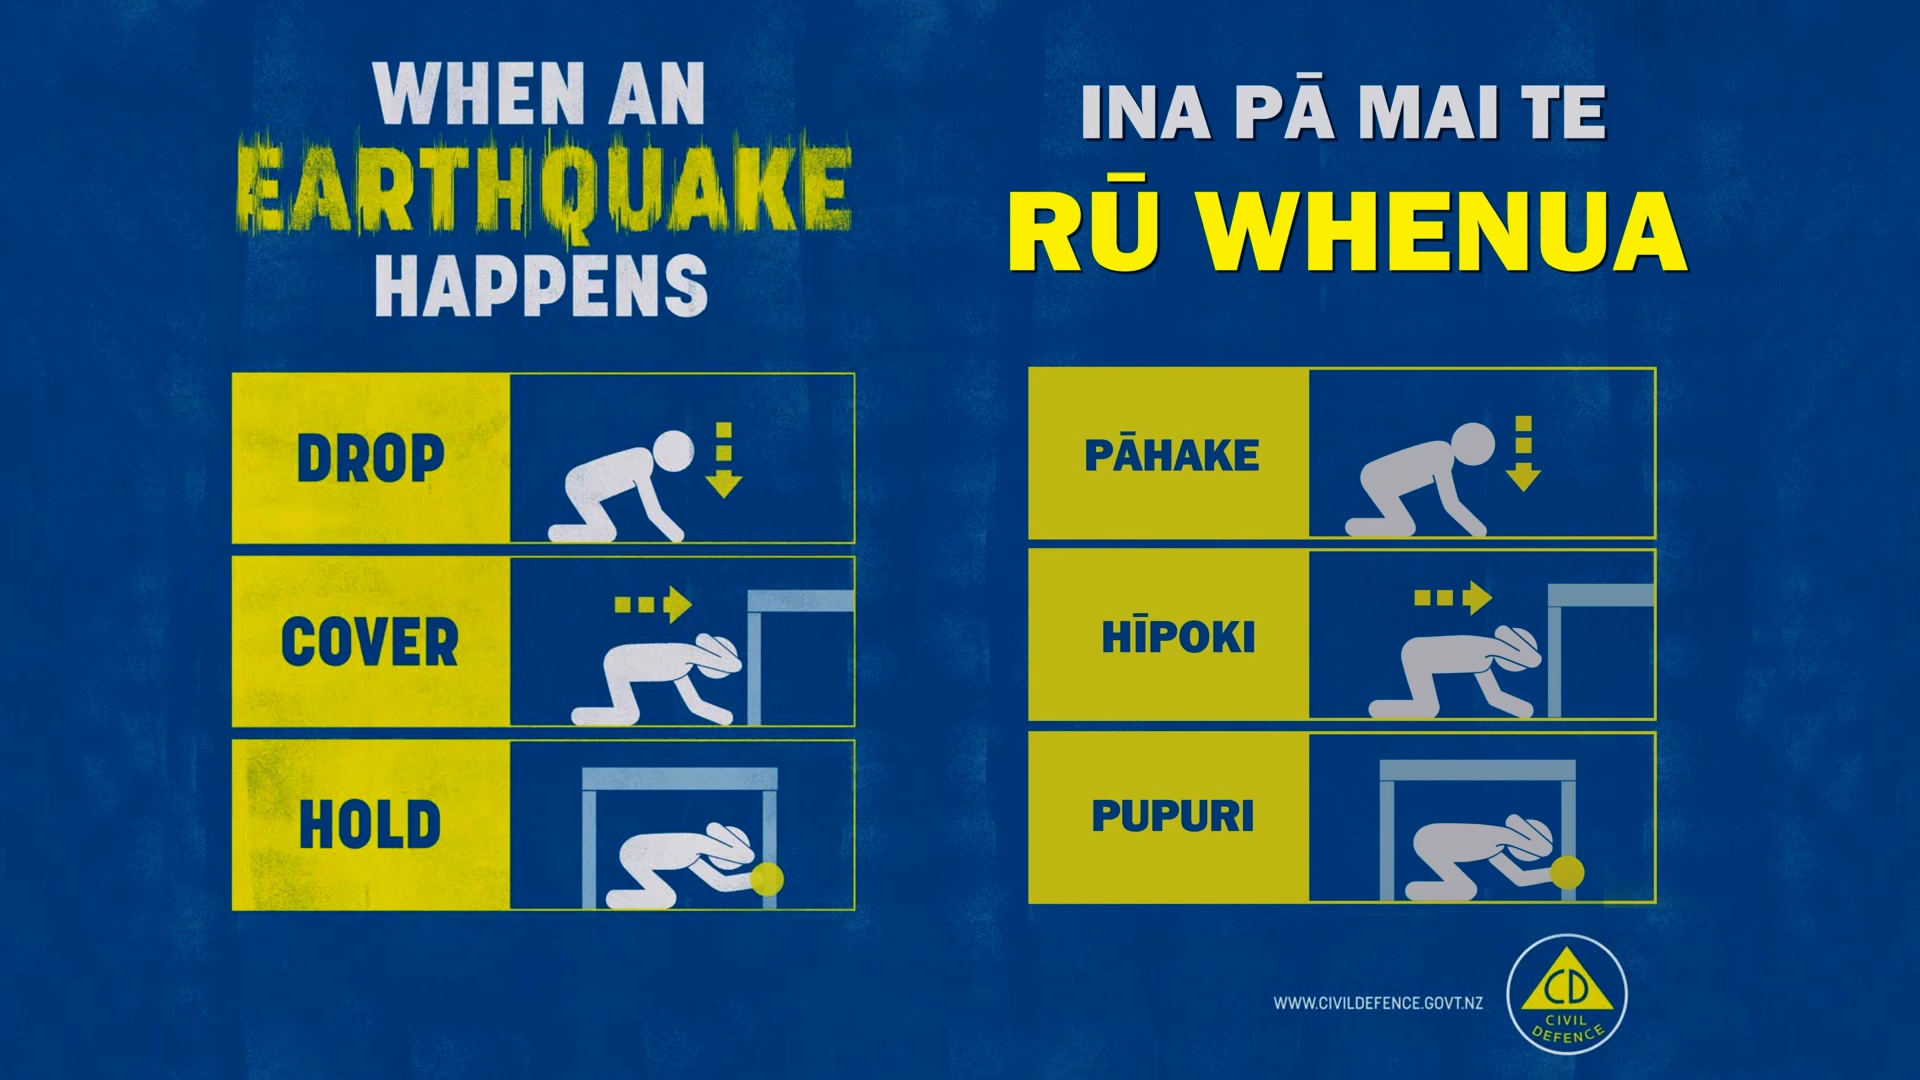 WHEN AN
EARTHQUAKE
HAPPENS
DROP
COVER
HOLD
INA PĀ MAI TE
RŪ WHENUA
PĀHAKE
HĪPOKI
PUPURI
WWW.CIVILDEFENCE.GOVT.NZ
CD
CIVIL
DEFENCE